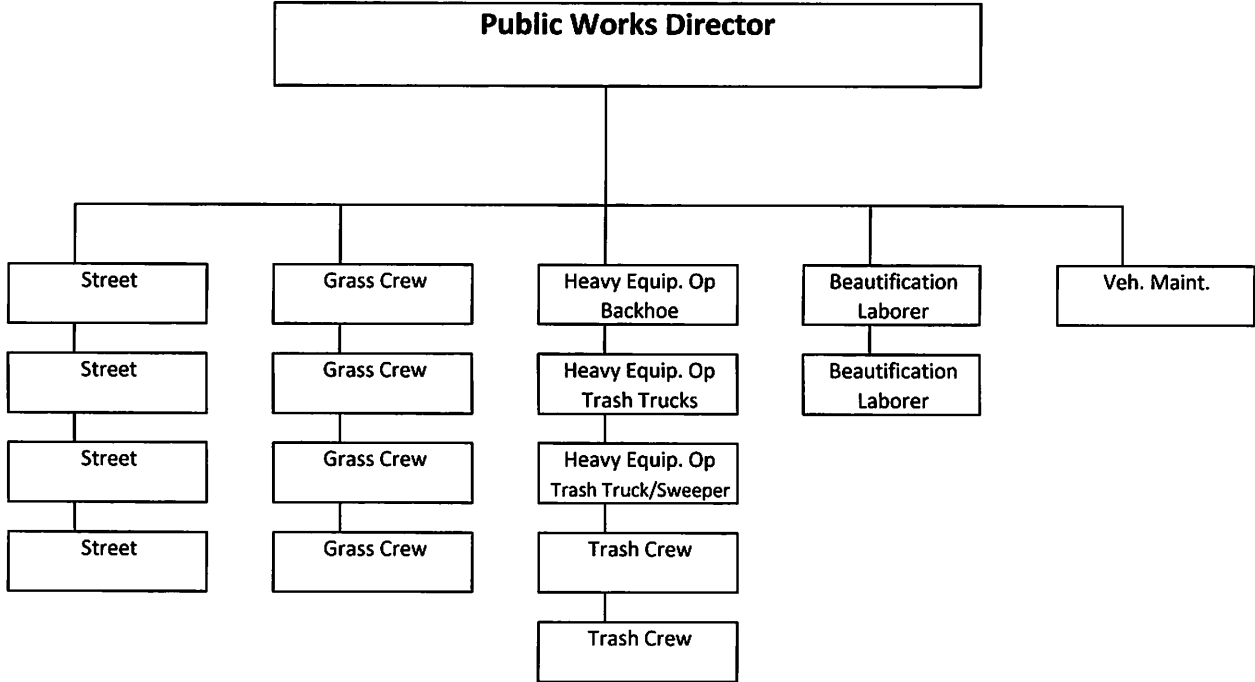 Public Works Director
Street
Grass Crew
Heavy Equip. Op
Backhoe
Beautification
Laborer
Veh. Maint.
Street
Grass Crew
Heavy Equip. Op
Trash Trucks
Beautification
Laborer
Street
Grass Crew
Heavy Equip. Op
Trash Truck/Sweeper
Street
Grass Crew
Trash Crew
Trash Crew